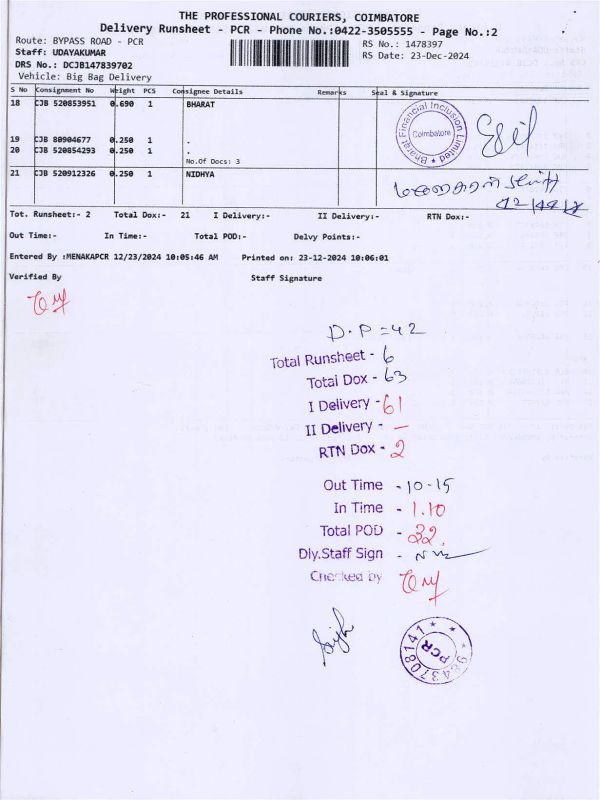 THE PROFESSIONAL COURIERS, COIMBATORE
Delivery Runsheet - PCR - Phone No.:0422-3505555 - Page No.:2
Route: BYPASS ROAD - PCR
RS No.: 1478397
Staff: UDAYAKUMAR
RS Date: 23-Dec-2024
DRS No.: DCJB147839702
Vehicle: Big Bag Delivery
S No Consignment No Weight PCS Consignee Details Remarks Seal & Signature
18 CJB 520853951 0.690 1 BHARAT
Bharat Financial Inclusion Limited
Coimbatore
19 CJB 80904677 0.250 1 .
20 CJB 520854293 0.250 1 .
No.Of Docs: 3
21 CJB 520912326 0.250 1 NIDHYA
Tot. Runsheet:- 2 Total Dox:- 21 I Delivery:- II Delivery:- RTN Dox:-
Out Time:- In Time:- Total POD:- Delvy Points:-
Entered By :MENAKAPCR 12/23/2024 10:05:46 AM Printed on: 23-12-2024 10:06:01
Verified By Staff Signature
D.P = 42
Total Runsheet - 6
Total Dox - 63
I Delivery - 61
II Delivery - —
RTN Dox - 2
Out Time - 10-15
In Time - 1.10
Total POD - 22.
Dly.Staff Sign -
Checked by
9843708141
PCR